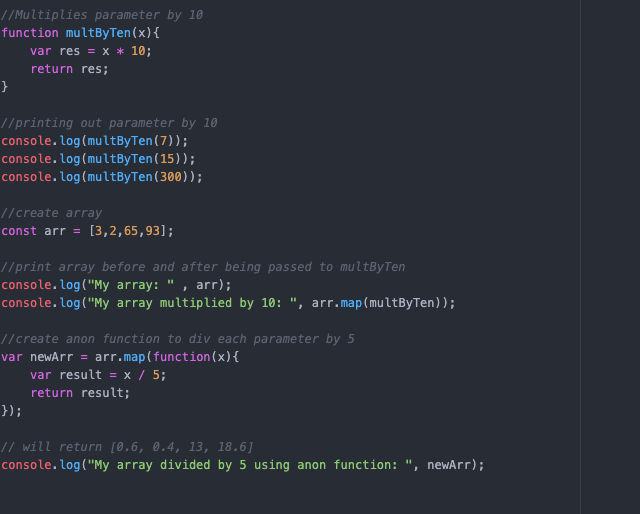 //Multiplies parameter by 10
function multByTen(x){
    var res = x * 10;
    return res;
}

//printing out parameter by 10
console.log(multByTen(7));
console.log(multByTen(15));
console.log(multByTen(300));

//create array
const arr = [3,2,65,93];

//print array before and after being passed to multByTen
console.log("My array: " , arr);
console.log("My array multiplied by 10: ", arr.map(multByTen));

//create anon function to div each parameter by 5
var newArr = arr.map(function(x){
    var result = x / 5;
    return result;
});

// will return [0.6, 0.4, 13, 18.6]
console.log("My array divided by 5 using anon function: ", newArr);